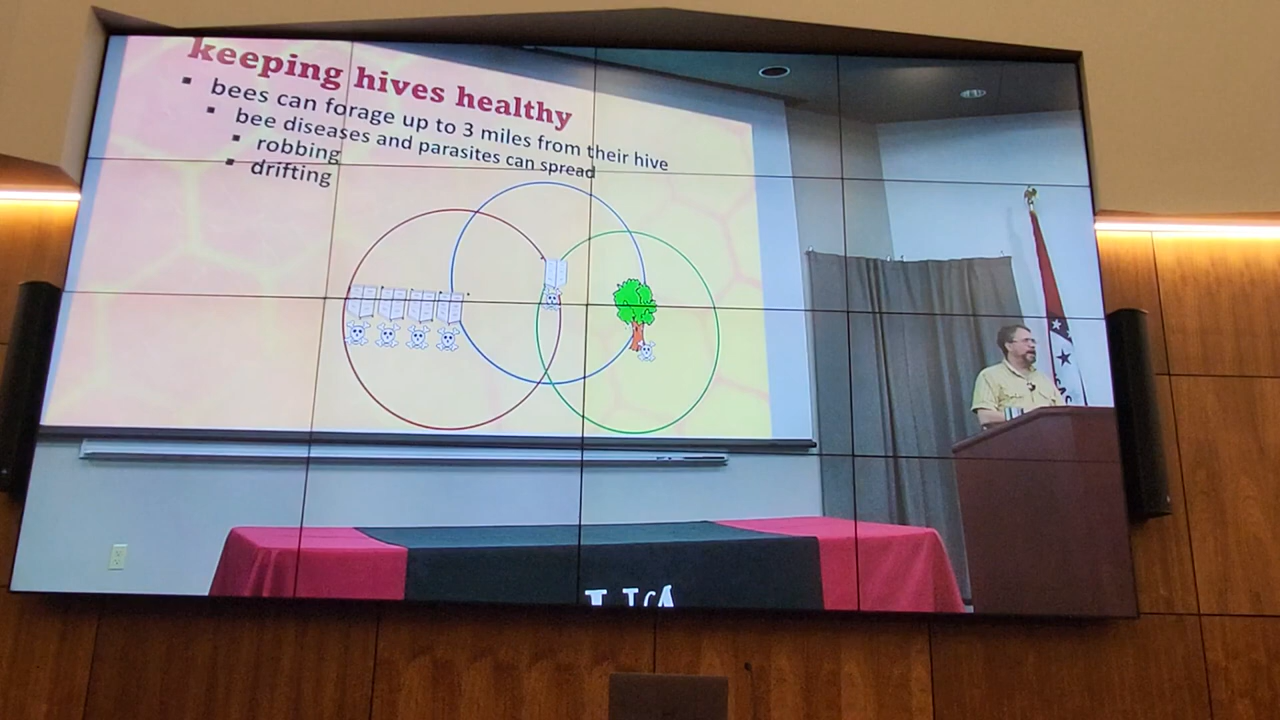 keeping hives healthy
bees can forage up to 3 miles from their hive
bee diseases and parasites can spread
robbing
drifting